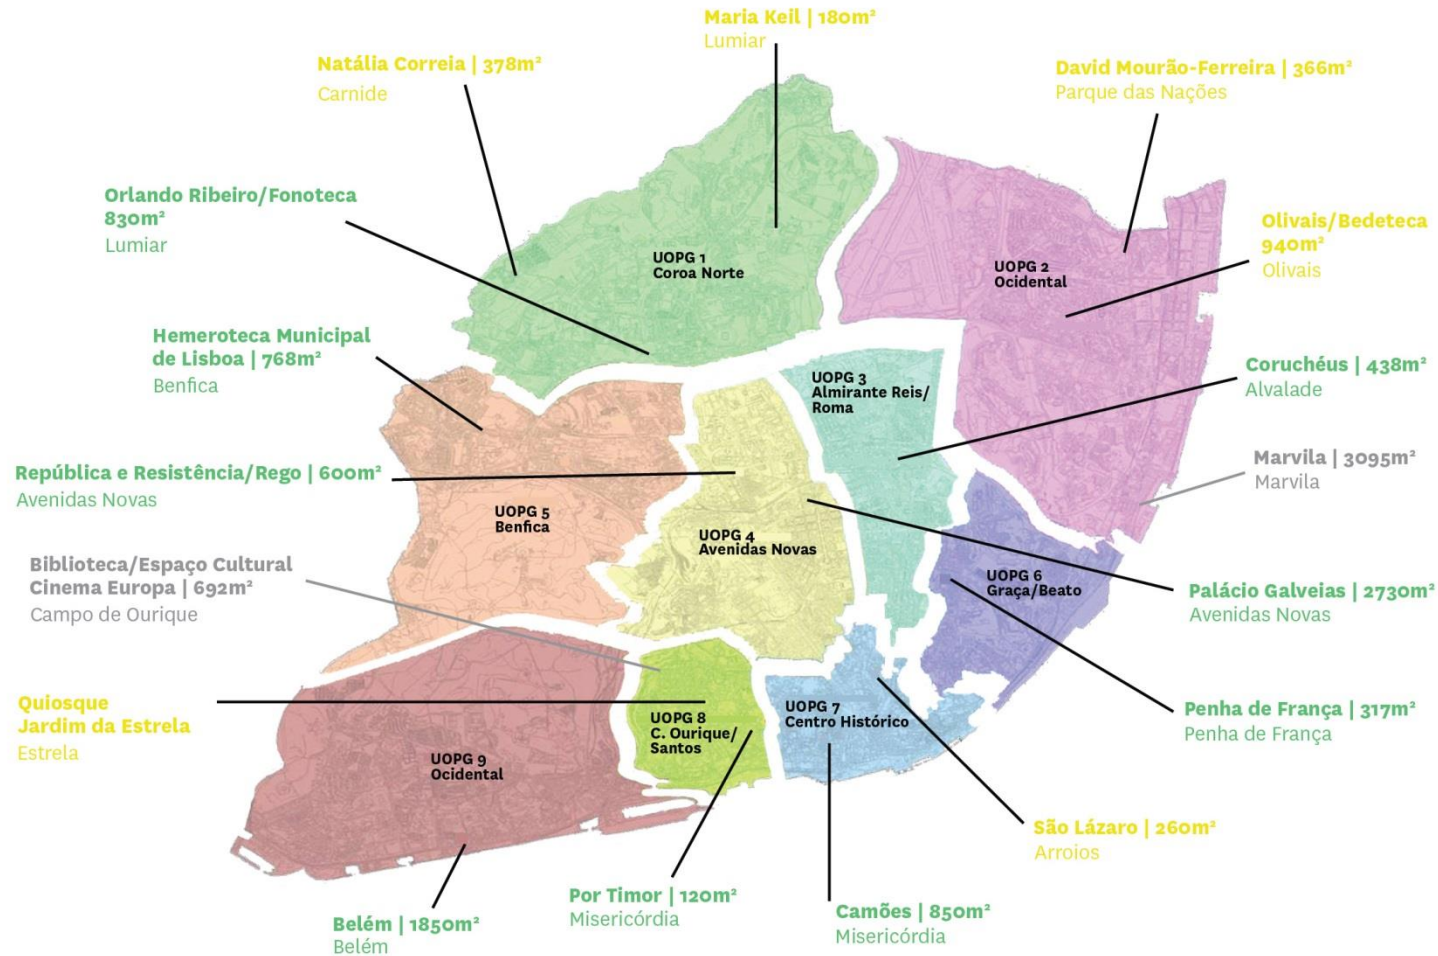 Maria Keil | 180m²
Lumiar
Natália Correia | 378m²
Carnide
David Mourão-Ferreira | 366m²
Parque das Nações
Orlando Ribeiro/Fonoteca
830m²
Lumiar
Olivais/Bedeteca
940m²
Olivais
UOPG 1
Coroa Norte
UOPG 2
Ocidental
Hemeroteca Municipal
de Lisboa | 768m²
Benfica
UOPG 3
Almirante Reis/
Roma
Coruchéus | 438m²
Alvalade
República e Resistência/Rego | 600m²
Avenidas Novas
Marvila | 3095m²
Marvila
UOPG 5
Benfica
UOPG 4
Avenidas Novas
Biblioteca/Espaço Cultural
Cinema Europa | 692m²
Campo de Ourique
UOPG 6
Graça/Beato
Palácio Galveias | 2730m²
Avenidas Novas
Quiosque
Jardim da Estrela
Estrela
UOPG 8
C. Ourique/
Santos
UOPG 7
Centro Histórico
Penha de França | 317m²
Penha de França
UOPG 9
Ocidental
São Lázaro | 260m²
Arroios
Por Timor | 120m²
Misericórdia
Camões | 850m²
Misericórdia
Belém | 1850m²
Belém